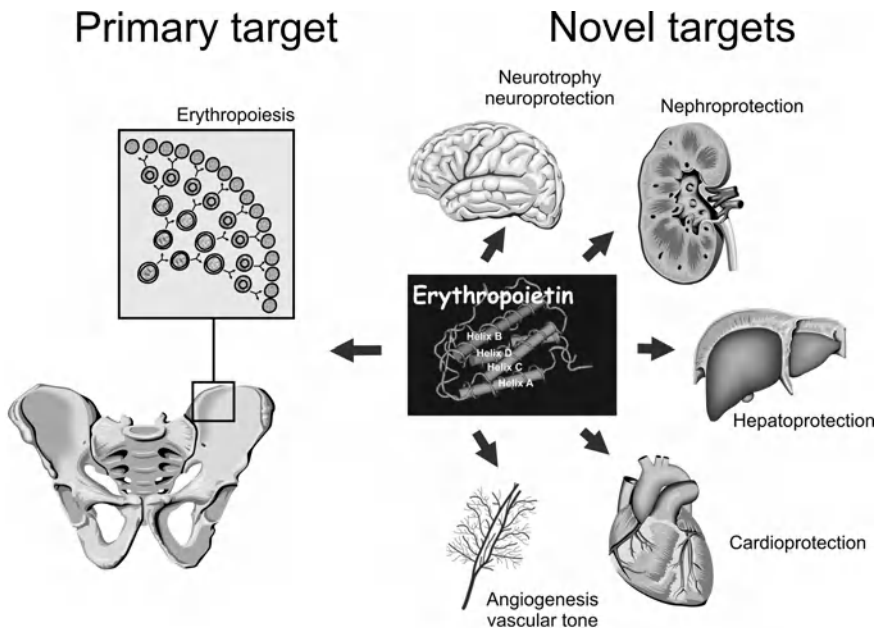 Primary target
Novel targets
Erythropoiesis
Neurotrophy
neuroprotection
Nephroprotection
Erythropoietin
Helix B
Helix D
Helix C
Helix A
Hepatoprotection
Cardioprotection
Angiogenesis
vascular tone